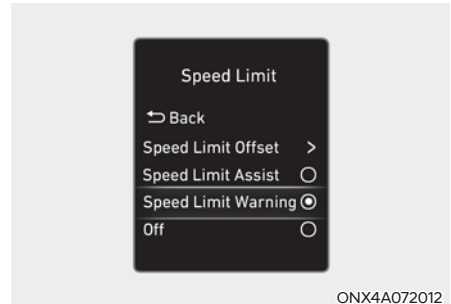 Speed Limit
Back
Speed Limit Offset >
Speed Limit Assist
Speed Limit Warning
Off
ONX4A072012